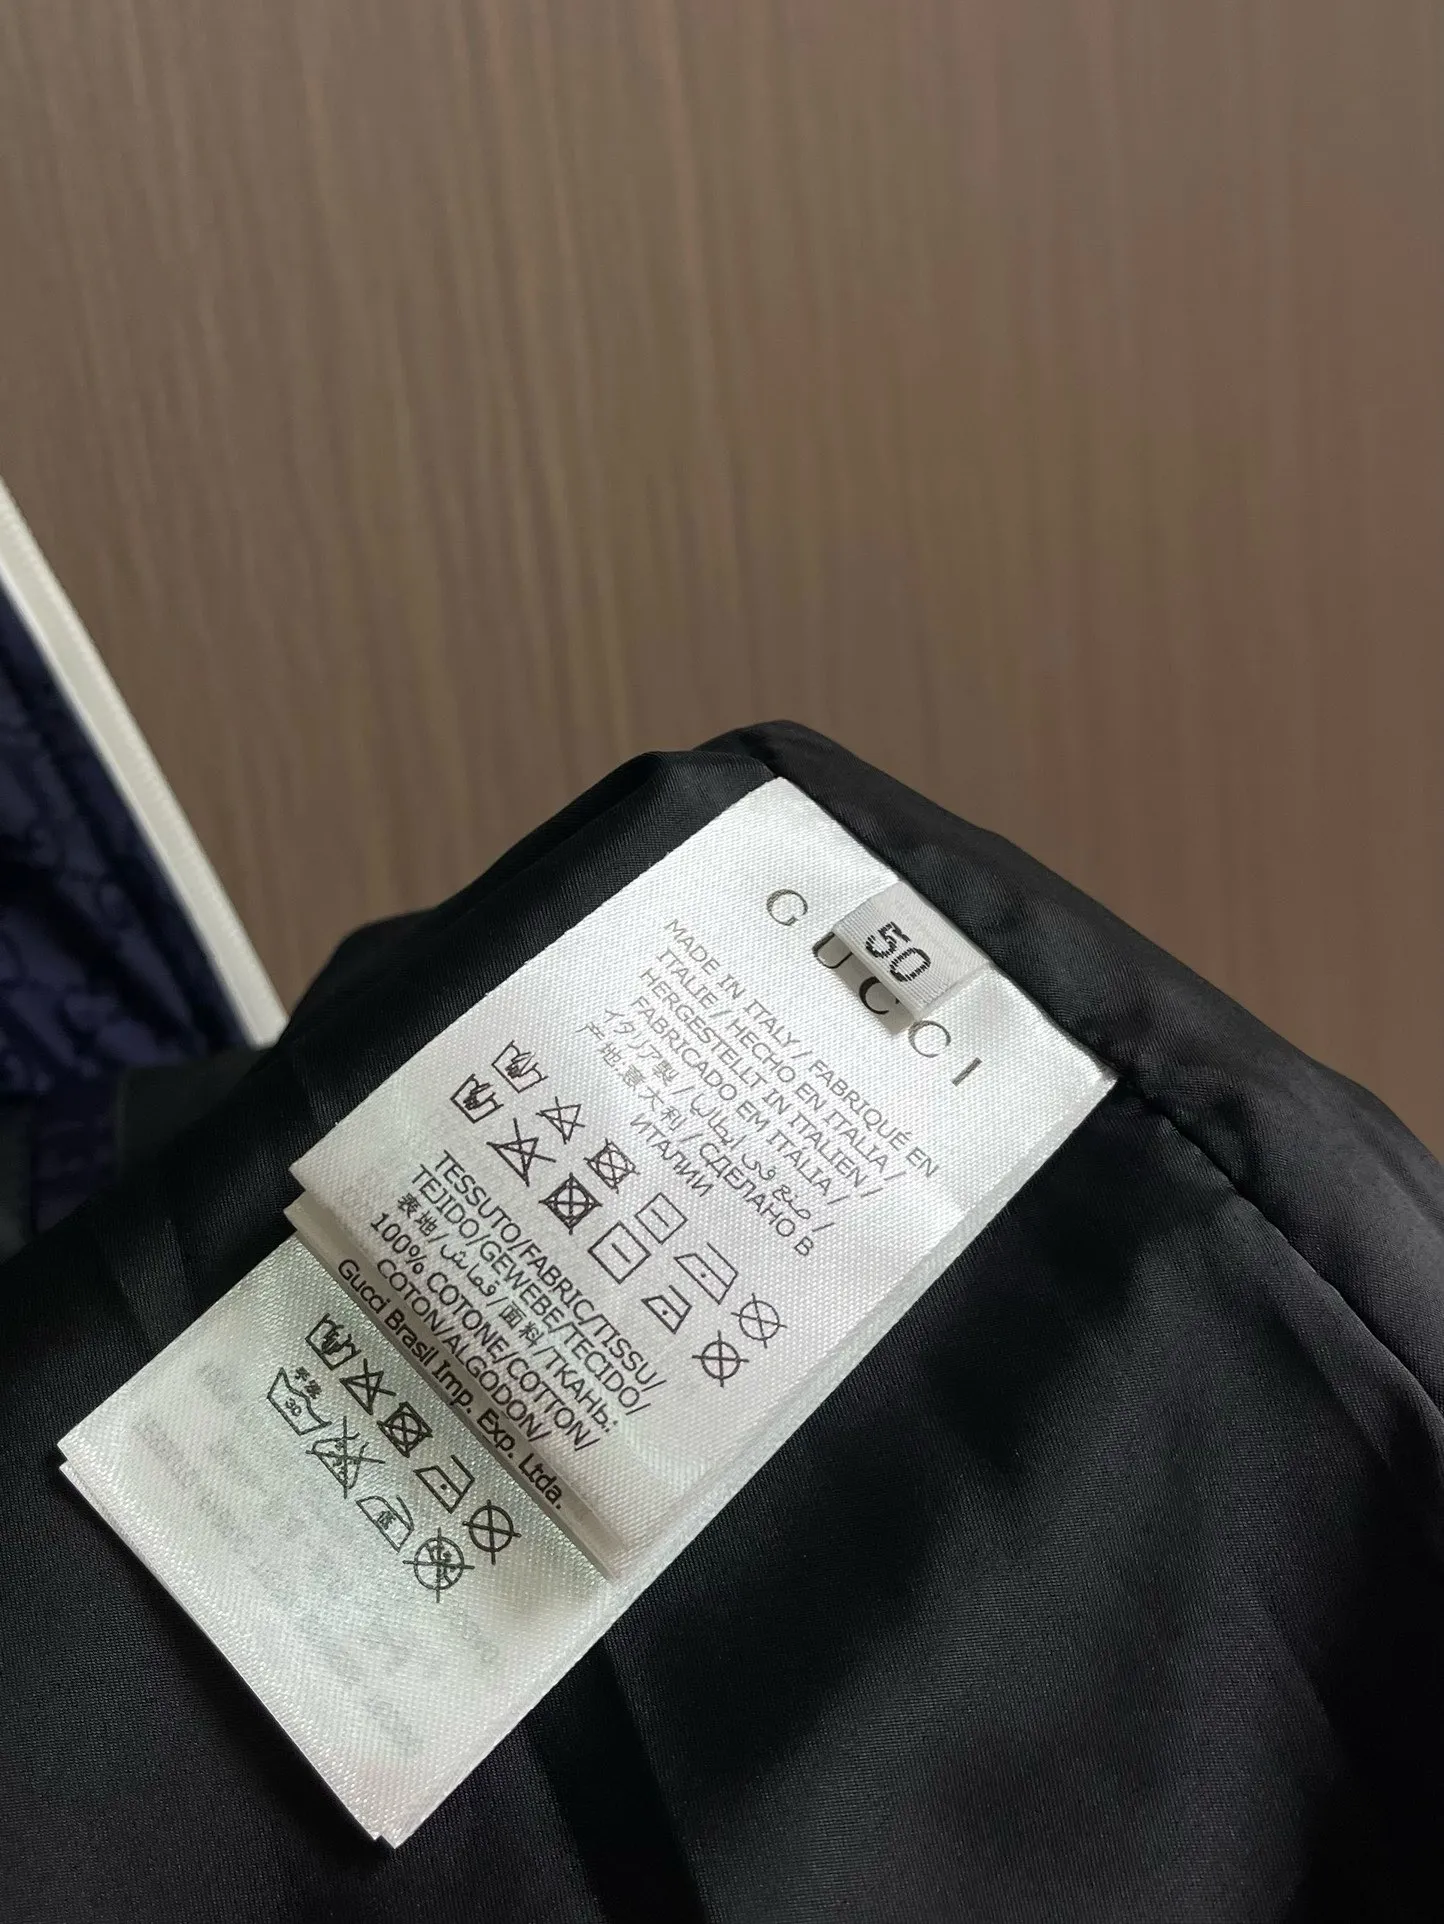 GUCCI
50
MADE IN ITALY / FABRIQUÉ EN
ITALIE / HECHO EN ITALIA /
HERGESTELLT IN ITALIEN /
FABRICADO EM ITÁLIA /
イタリア製 / صنع في إيطاليا /
产地:意大利 / СДЕЛАНО В
ИТАЛИИ
TESSUTO/FABRIC/TISSU/
TEJIDO/GEWEBE/TECIDO/
表地/قماش/面料/ТКАНЬ:
100% COTONE/COTTON/
COTON/ALGODON/
Gucci Brasil Imp. Exp. Ltda.
30